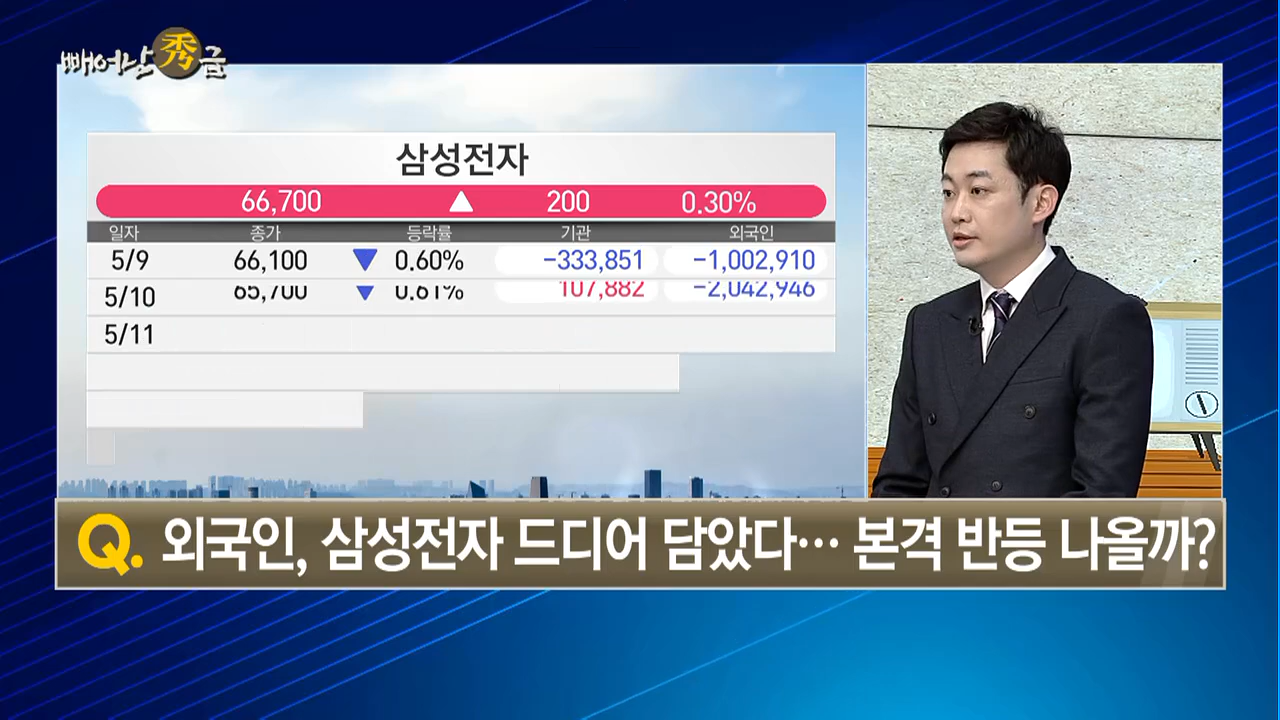 빼어날 秀 금
삼성전자
66,700 ▲ 200 0.30%
일자 종가 등락률 기관 외국인
5/9 66,100 ▼ 0.60% -333,851 -1,002,910
5/10 65,700 ▼ 0.61% 107,882 -2,042,946
5/11
Q. 외국인, 삼성전자 드디어 담았다… 본격 반등 나올까?